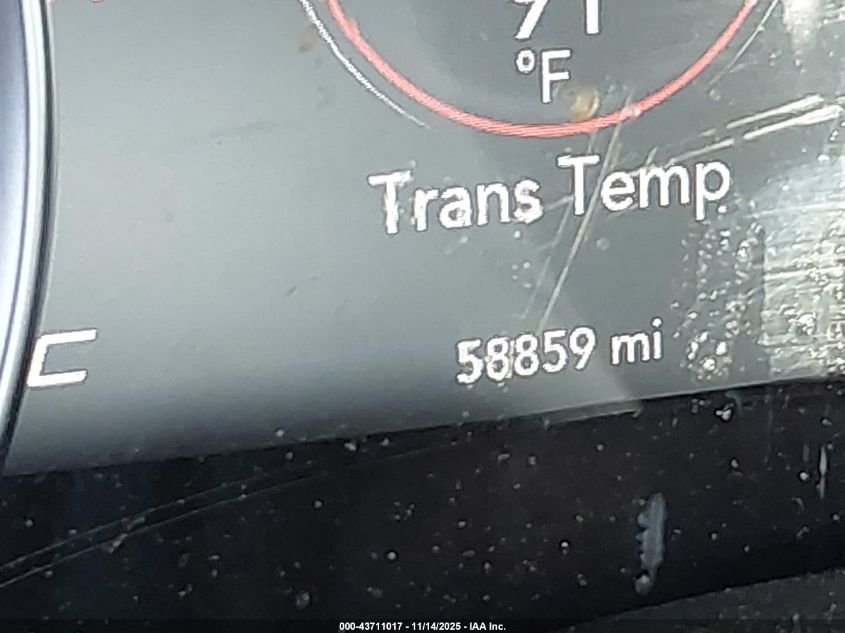 °F
Trans Temp
58859 mi
C
000-43711017 - 11/14/2025 - IAA Inc.